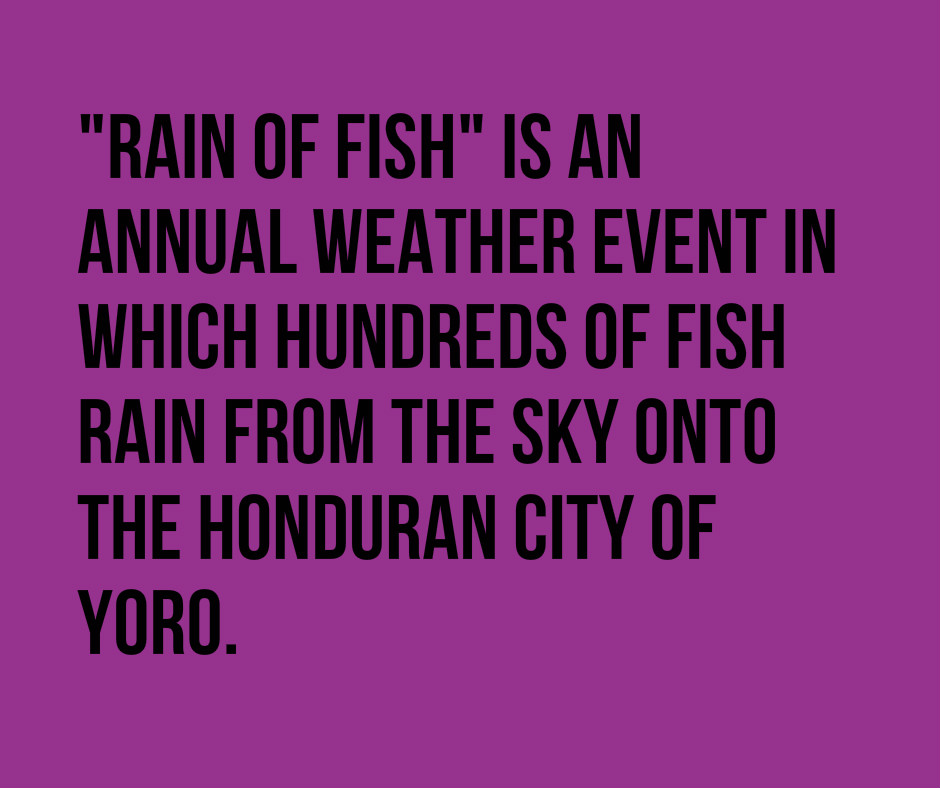 "RAIN OF FISH" IS AN
ANNUAL WEATHER EVENT IN
WHICH HUNDREDS OF FISH
RAIN FROM THE SKY ONTO
THE HONDURAN CITY OF
YORO.